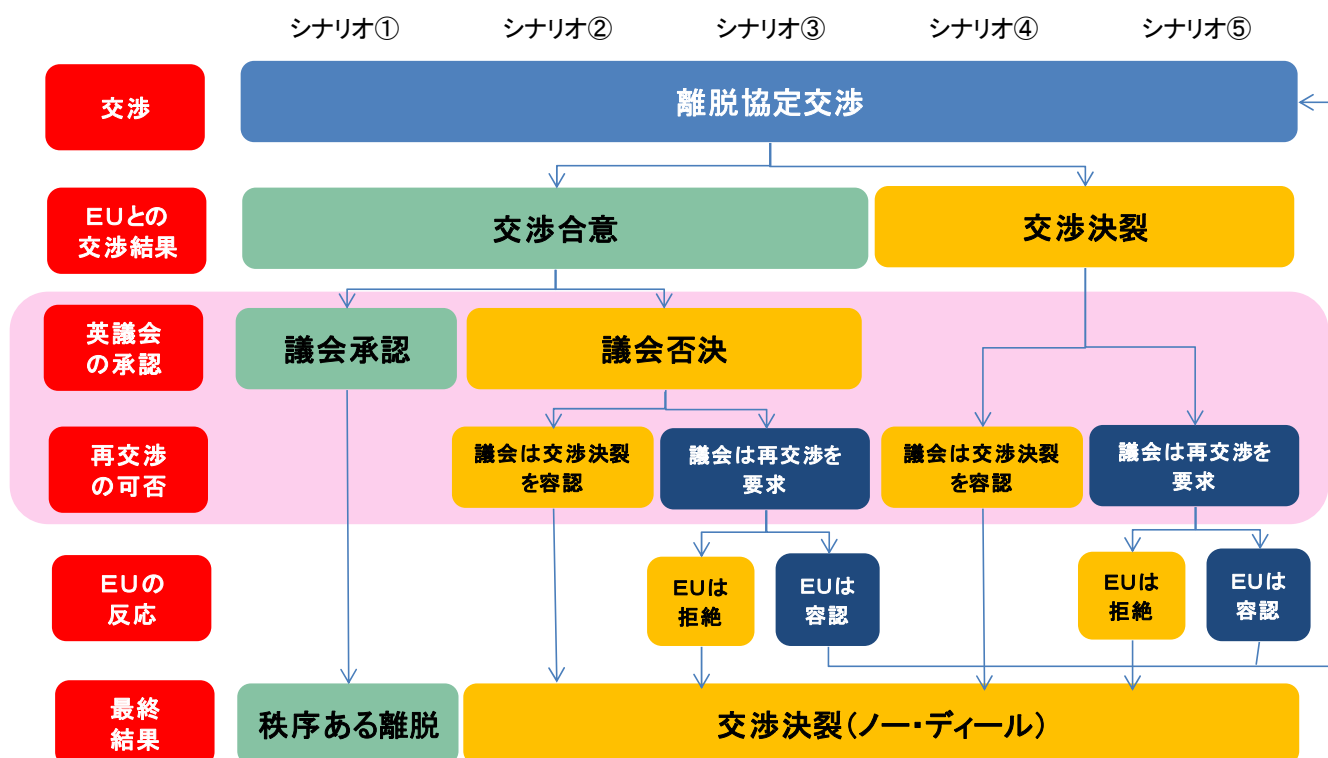 シナリオ① シナリオ② シナリオ③ シナリオ④ シナリオ⑤
交渉
離脱協定交渉
EUとの
交渉結果
交渉合意
交渉決裂
英議会
の承認
議会承認
議会否決
再交渉
の可否
議会は交渉決裂
を容認
議会は再交渉を
要求
議会は交渉決裂
を容認
議会は再交渉を
要求
EUの
反応
EUは
拒絶
EUは
容認
EUは
拒絶
EUは
容認
最終
結果
秩序ある離脱
交渉決裂(ノー・ディール)